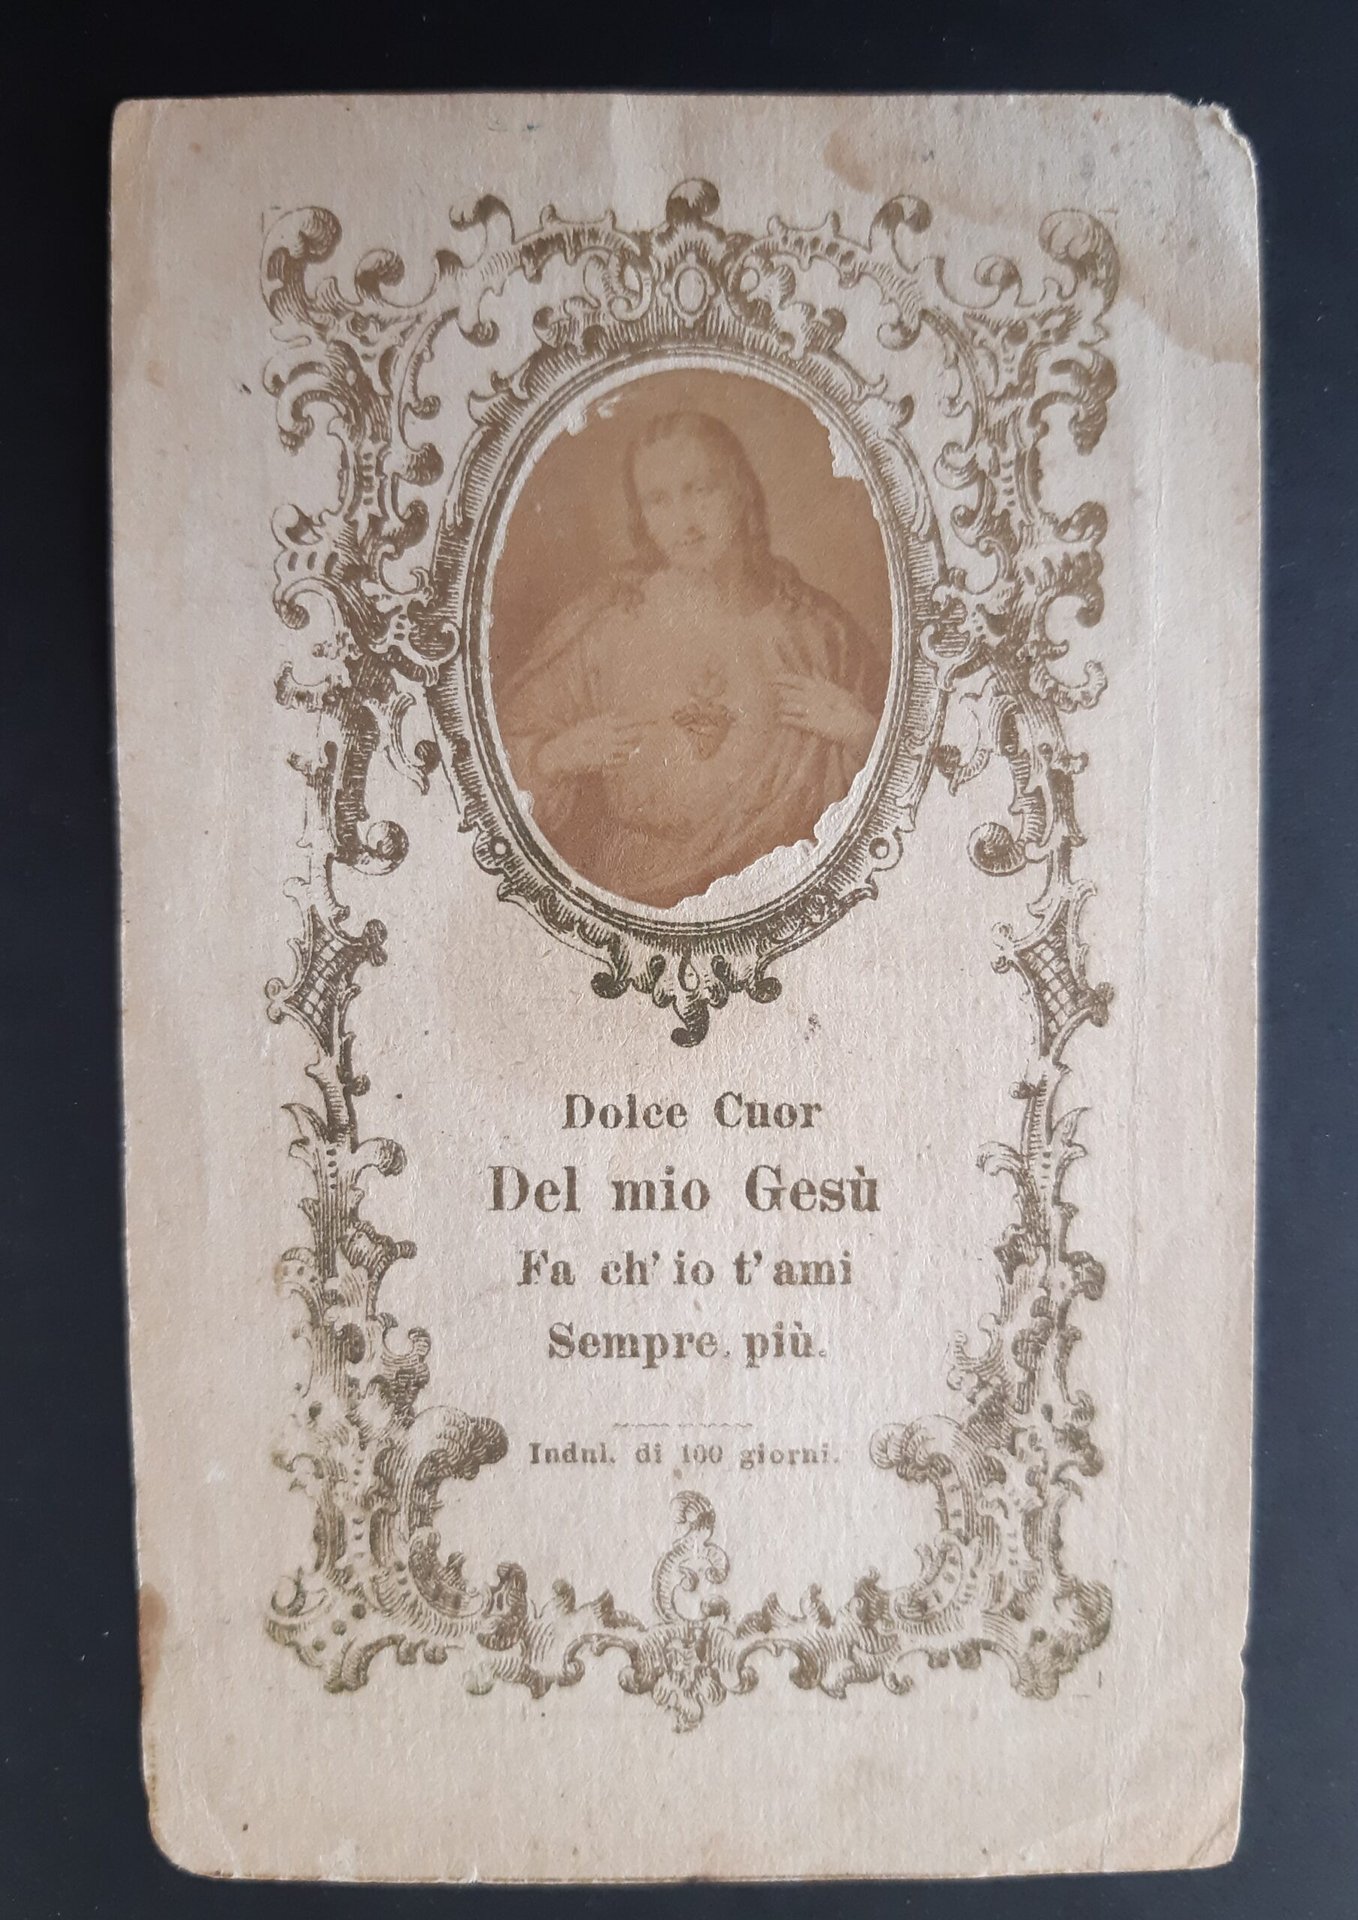 Dolce Cuor
Del mio Gesù
Fa ch' io t' ami
Sempre. più.
Indul. di 100 giorni.